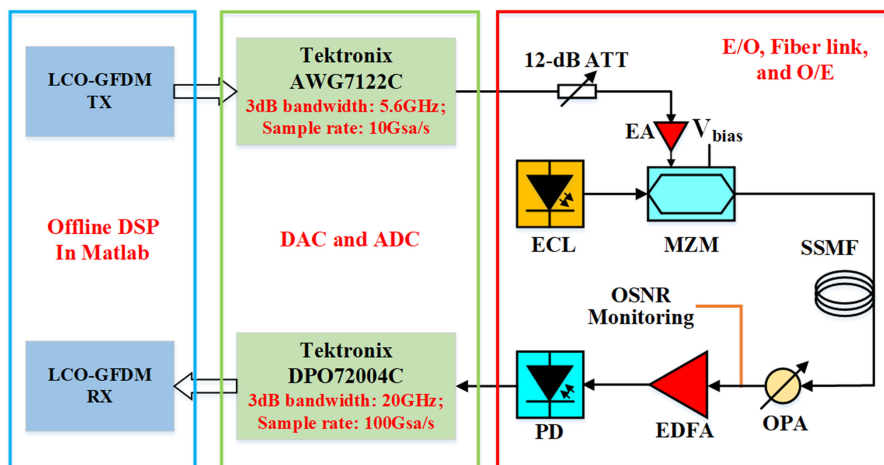 LCO-GFDM
TX
Tektronix
AWG7122C
3dB bandwidth: 5.6GHz;
Sample rate: 10Gsa/s
12-dB ATT
E/O, Fiber link,
and O/E
EA
Vbias
Offline DSP
In Matlab
DAC and ADC
ECL
MZM
SSMF
OSNR
Monitoring
LCO-GFDM
RX
Tektronix
DPO72004C
3dB bandwidth: 20GHz;
Sample rate: 100Gsa/s
PD
EDFA
OPA